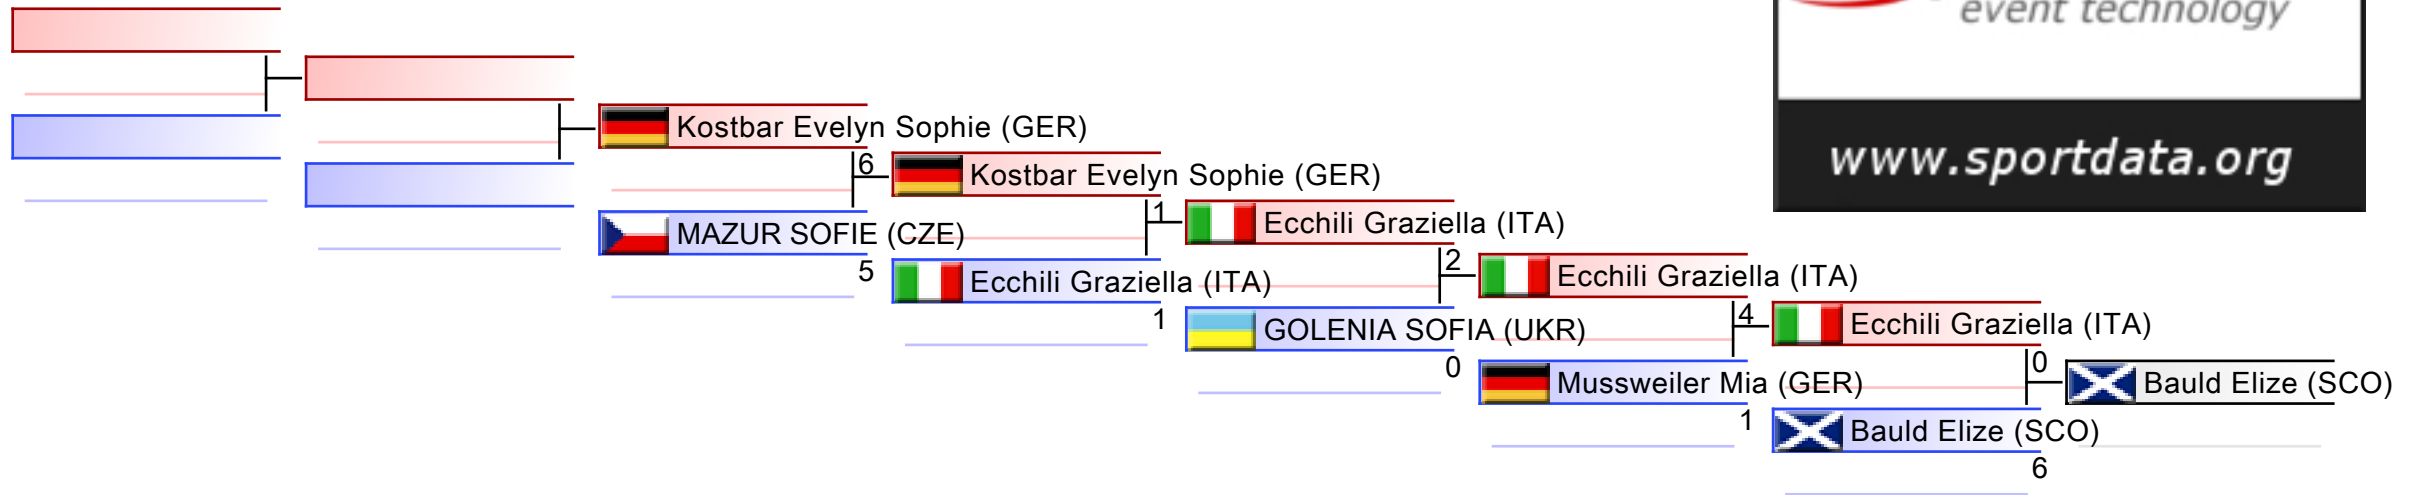 event technology
www.sportdata.org
Kostbar Evelyn Sophie (GER)
6
MAZUR SOFIE (CZE)
5
Kostbar Evelyn Sophie (GER)
1
Ecchili Graziella (ITA)
1
Ecchili Graziella (ITA)
2
GOLENIA SOFIA (UKR)
0
Ecchili Graziella (ITA)
4
Mussweiler Mia (GER)
1
Ecchili Graziella (ITA)
0
Bauld Elize (SCO)
6
Bauld Elize (SCO)